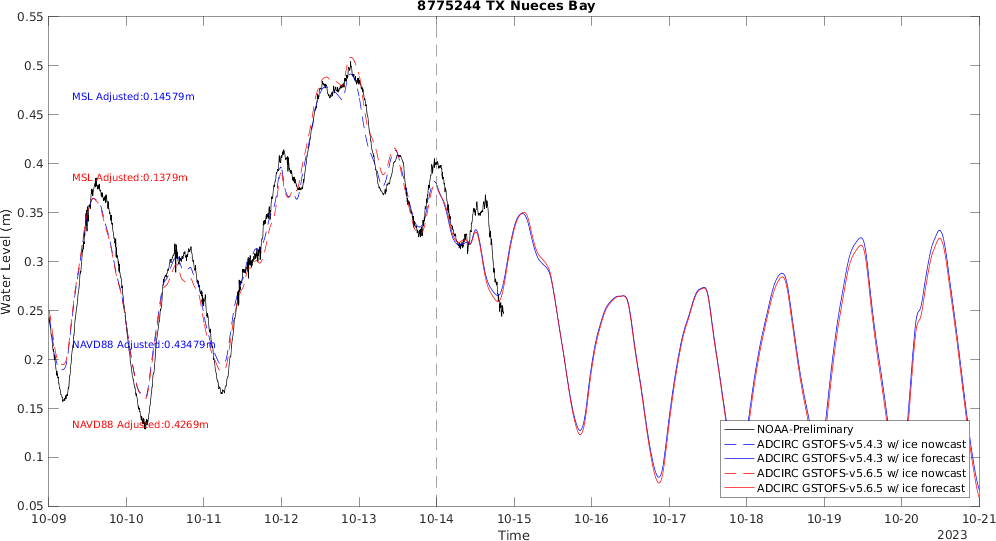 8775244 TX Nueces Bay
0.55
0.5
0.45
0.4
0.35
0.3
0.25
0.2
0.15
0.1
0.05
Water Level (m)
MSL Adjusted:0.14579m
MSL Adjusted:0.1379m
NAVD88 Adjusted:0.43479m
NAVD88 Adjusted:0.4269m
NOAA-Preliminary
ADCIRC GSTOFS-v5.4.3 w/ ice nowcast
ADCIRC GSTOFS-v5.4.3 w/ ice forecast
ADCIRC GSTOFS-v5.6.5 w/ ice nowcast
ADCIRC GSTOFS-v5.6.5 w/ ice forecast
10-09 10-10 10-11 10-12 10-13 10-14 10-15 10-16 10-17 10-18 10-19 10-20 10-21
Time
2023